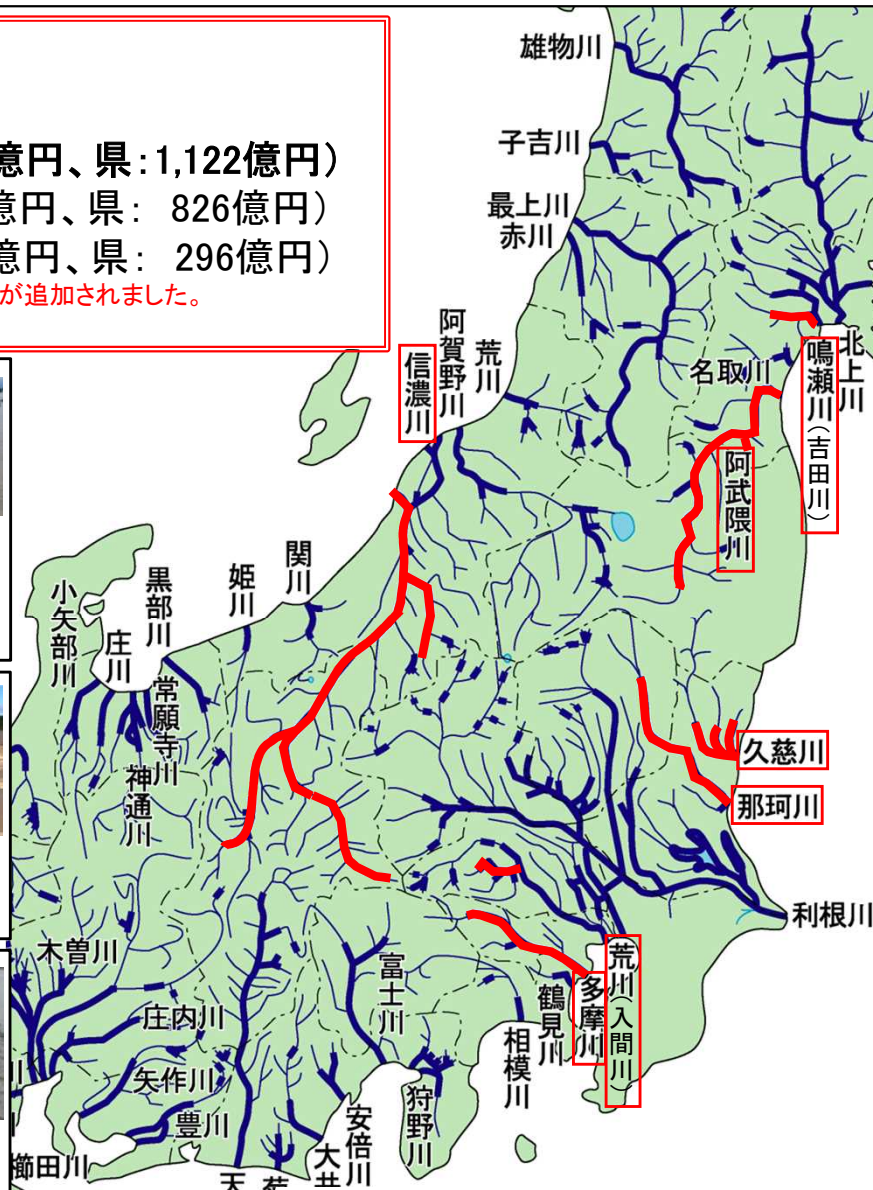 億円、県：1,122億円）
億円、県： 826億円）
億円、県： 296億円）
が追加されました。
雄物川
子吉川
最上川
赤川
荒川
阿賀野川
信濃川
名取川
北上川
鳴瀬川（吉田川）
阿武隈川
関川
姫川
黒部川
小矢部川
庄川
常願寺川
神通川
久慈川
那珂川
利根川
木曽川
庄内川
矢作川
豊川
櫛田川
富士川
荒川（入間川）
多摩川
鶴見川
相模川
狩野川
安倍川
大井
天
菊
川